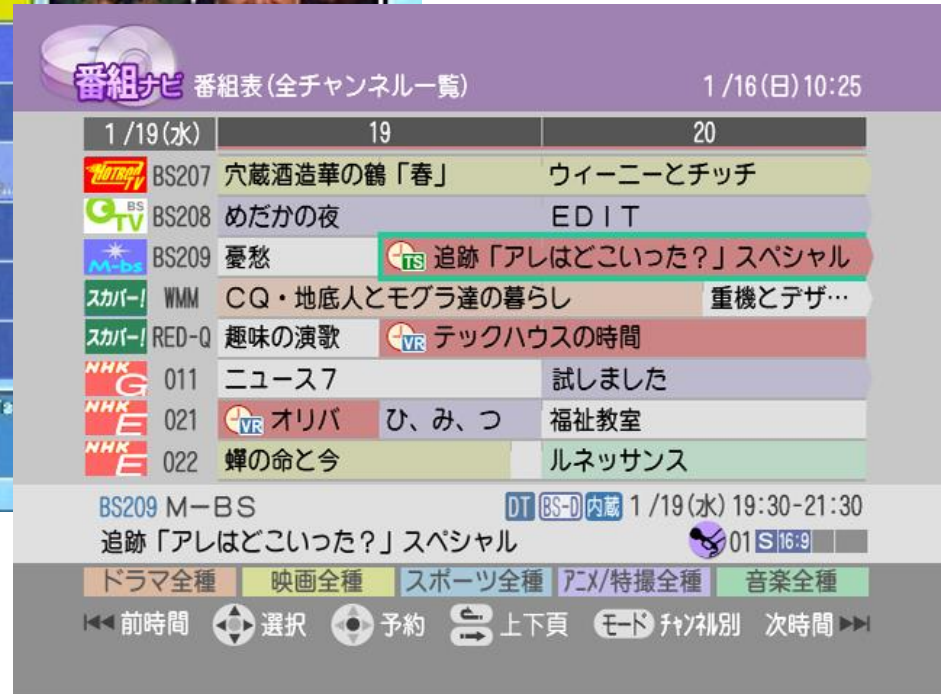 番組ナビ 番組表(全チャンネル一覧) 1/16(日)10:25
1/19(水) 19 20
HOTROD TV BS207 穴蔵酒造華の鶴「春」 ウィーニーとチッチ
BS TV BS208 めだかの夜 EDIT
M-bs BS209 憂愁 TS 追跡「アレはどこいった?」スペシャル
スカパー! WMM CQ・地底人とモグラ達の暮らし 重機とデザ…
スカパー! RED-Q 趣味の演歌 VR テックハウスの時間
NHK G 011 ニュース7 試しました
NHK E 021 VR オリバ ひ、み、つ 福祉教室
NHK E 022 蟬の命と今 ルネッサンス
BS209 M-BS DT BS-D 内蔵 1/19(水) 19:30-21:30
追跡「アレはどこいった?」スペシャル 01 S 16:9
ドラマ全種 映画全種 スポーツ全種 アニメ/特撮全種 音楽全種
前時間 選択 予約 上下頁 モード チャンネル別 次時間